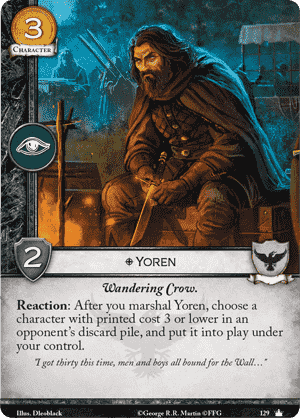 3
CHARACTER
2
YOREN
Wandering Crow.
Reaction: After you marshal Yoren, choose a
character with printed cost 3 or lower in an
opponent's discard pile, and put it into play under
your control.
"I got thirty this time, men and boys all bound for the Wall…"
Illus. Dleoblack ©George R.R. Martin ©FFG 129